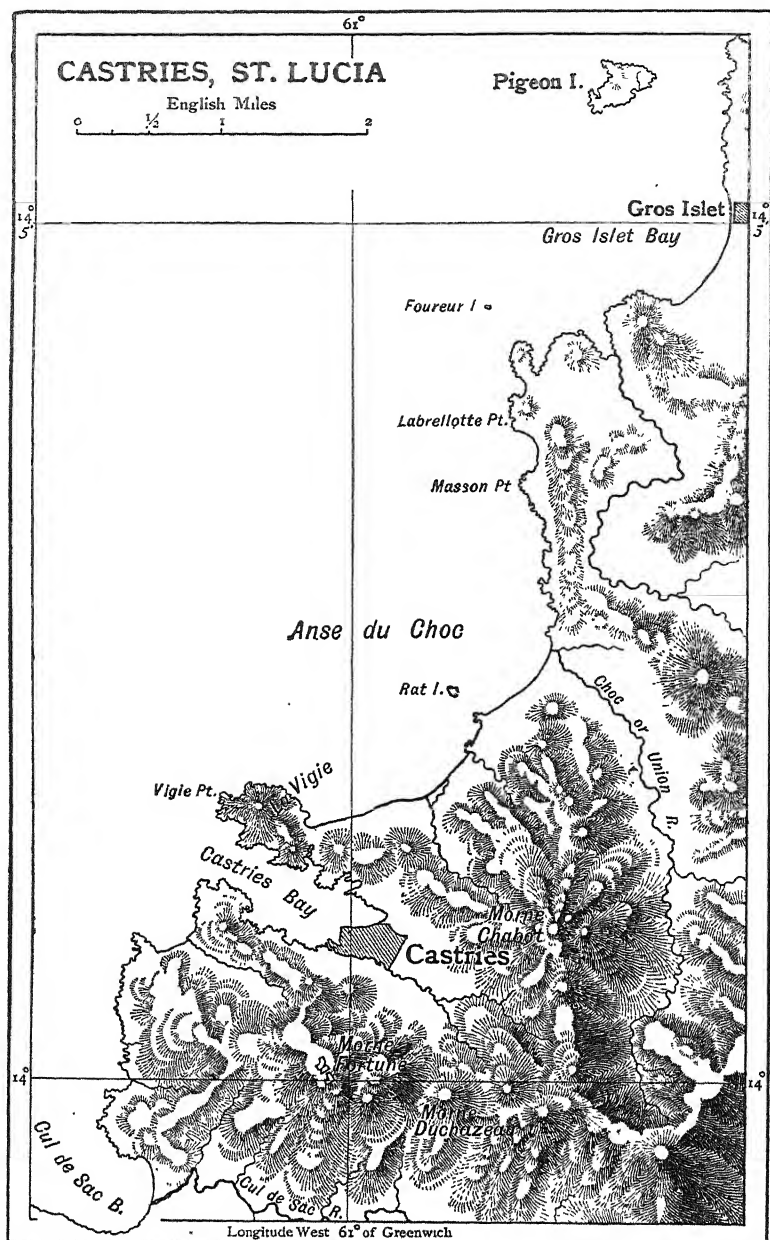 61°
CASTRIES, ST. LUCIA
English Miles
0 ½ 1 2
Pigeon I.
Gros Islet
14°
5'
14°
5'
Gros Islet Bay
Foureur I
Labrellotte Pt.
Masson Pt
Anse du Choc
Rat I.
Choc or Union R.
Vigie Pt.
La Vigie
Castries Bay
Morne
Chabot
Castries
Morne
Fortune
14°
14°
Morne
Duchazeau
Cul de Sac B.
Cul de Sac R.
Longitude West 61° of Greenwich